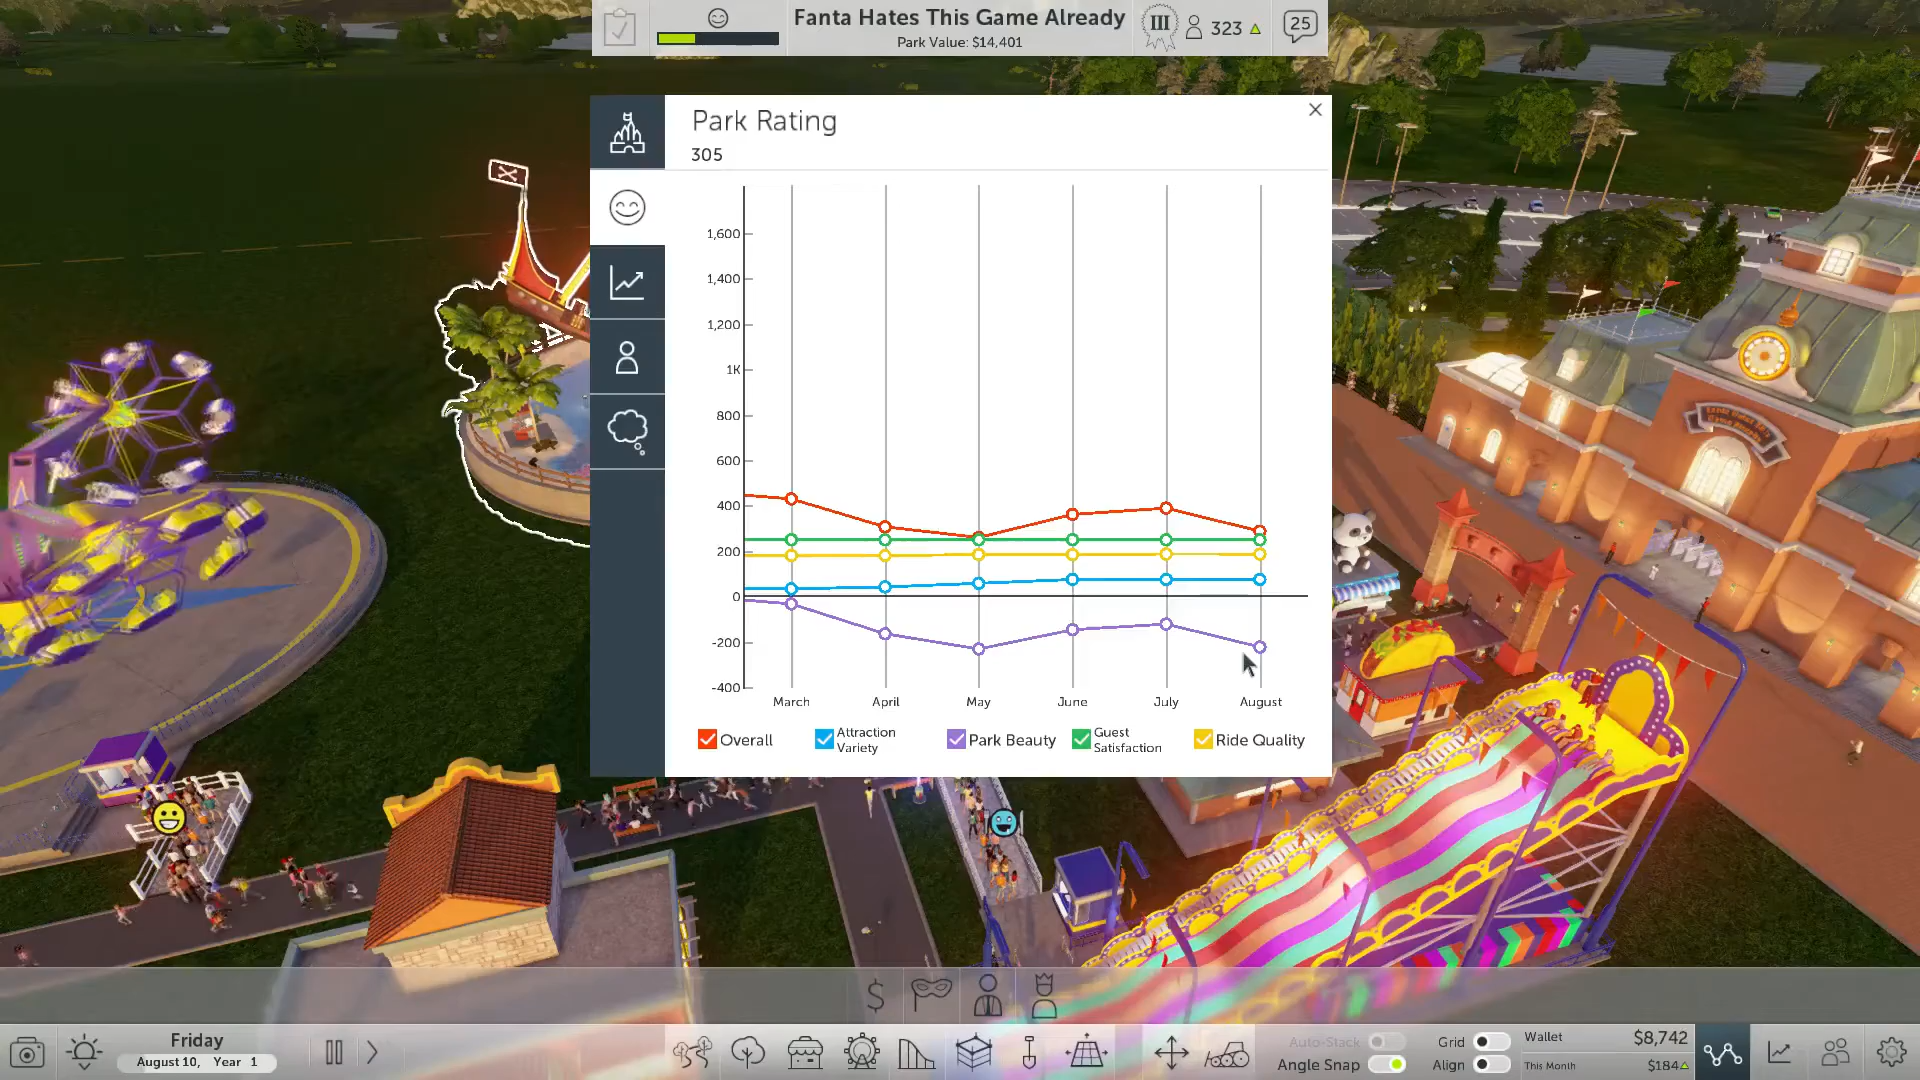 Fanta Hates This Game Already
Park Value: $14,401
III
323
25
Park Rating
305
1,600
1,400
1,200
1K
800
600
400
200
0
-200
-400
March April May June July August
Overall
Attraction
Variety
Park Beauty
Guest
Satisfaction
Ride Quality
Friday
August 10, Year 1
Auto-Stack
Angle Snap
Grid
Align
Wallet $8,742
This Month $184